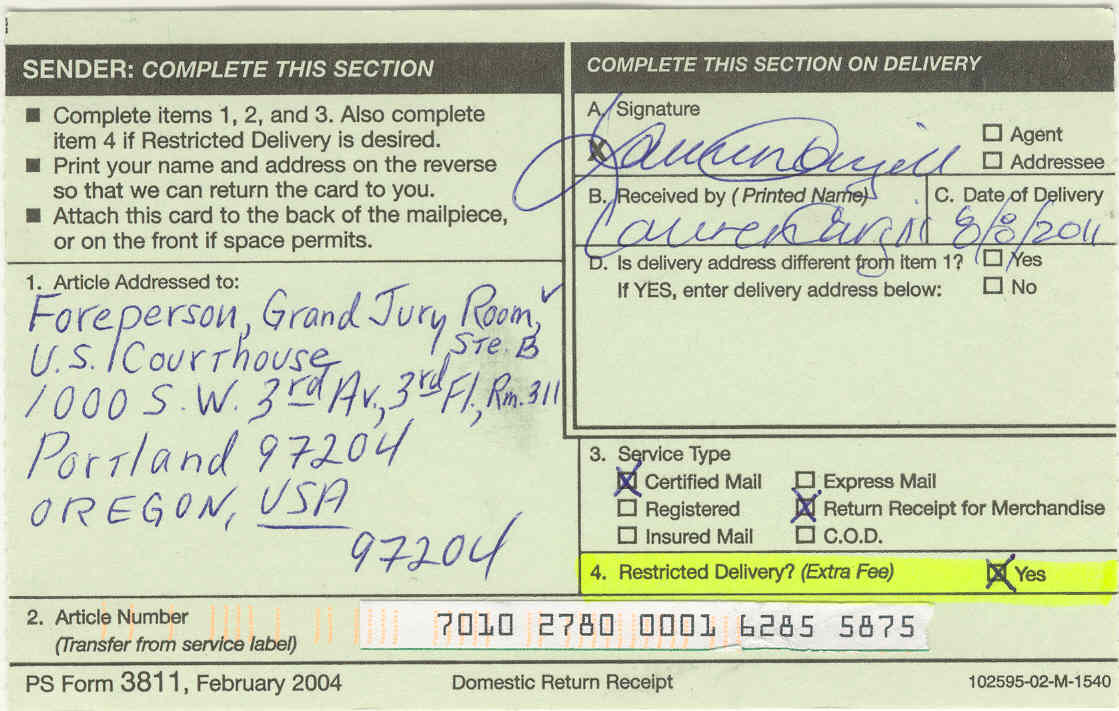 SENDER: COMPLETE THIS SECTION
■ Complete items 1, 2, and 3. Also complete
item 4 if Restricted Delivery is desired.
■ Print your name and address on the reverse
so that we can return the card to you.
■ Attach this card to the back of the mailpiece,
or on the front if space permits.
1. Article Addressed to:
Foreperson, Grand Jury Room,
Ste. B
U.S. Courthouse
1000 S.W. 3rd Av., 3rd Fl., Rm. 311
Portland 97204
OREGON, USA
97204
COMPLETE THIS SECTION ON DELIVERY
A. Signature
X
Agent
Addressee
B. Received by (Printed Name)
Lauren
C. Date of Delivery
8/8/2011
D. Is delivery address different from item 1? Yes
If YES, enter delivery address below: No
3. Service Type
Certified Mail Express Mail
Registered Return Receipt for Merchandise
Insured Mail C.O.D.
4. Restricted Delivery? (Extra Fee) Yes
2. Article Number
(Transfer from service label)
7010 2780 0001 6285 5875
PS Form 3811, February 2004 Domestic Return Receipt 102595-02-M-1540